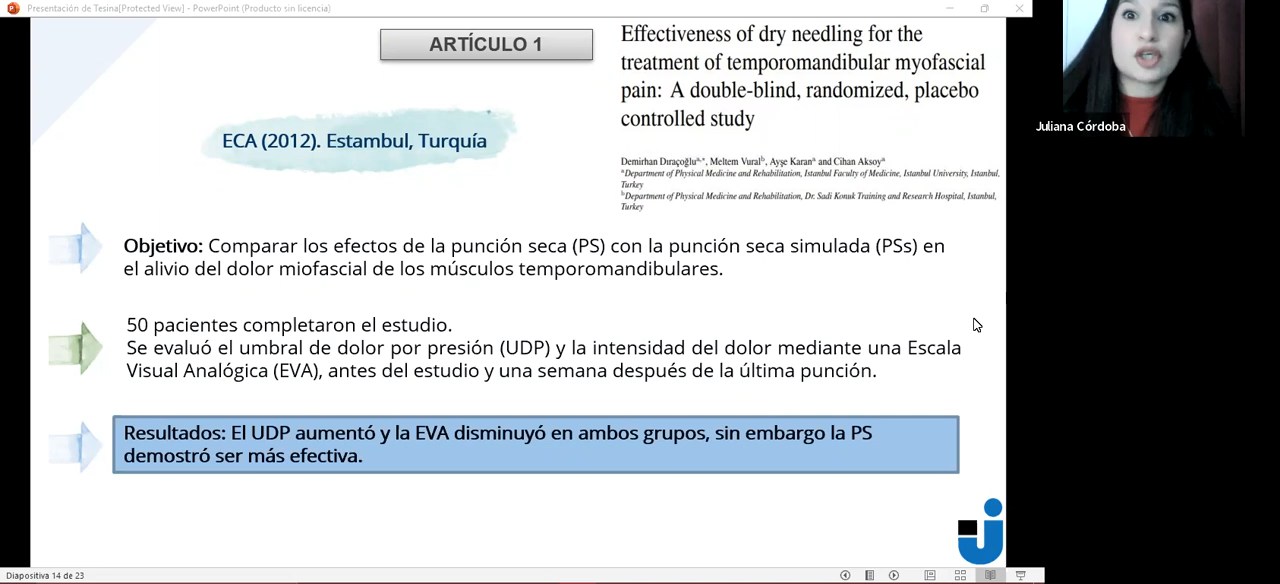 Presentación de Tesina[Protected View] - PowerPoint (Producto sin licencia)
ARTÍCULO 1
Effectiveness of dry needling for the
treatment of temporomandibular myofascial
pain: A double-blind, randomized, placebo
controlled study
ECA (2012). Estambul, Turquía
Demirhan Dıraçoğluᵃ,*, Meltem Vuralᵇ, Ayşe Karanᵃ and Cihan Aksoyᵃ
ᵃDepartment of Physical Medicine and Rehabilitation, Istanbul Faculty of Medicine, Istanbul University, Istanbul,
Turkey
ᵇDepartment of Physical Medicine and Rehabilitation, Dr. Sadi Konuk Training and Research Hospital, Istanbul,
Turkey
Juliana Córdoba
Objetivo: Comparar los efectos de la punción seca (PS) con la punción seca simulada (PSs) en
el alivio del dolor miofascial de los músculos temporomandibulares.
50 pacientes completaron el estudio.
Se evaluó el umbral de dolor por presión (UDP) y la intensidad del dolor mediante una Escala
Visual Analógica (EVA), antes del estudio y una semana después de la última punción.
Resultados: El UDP aumentó y la EVA disminuyó en ambos grupos, sin embargo la PS
demostró ser más efectiva.
Diapositiva 14 de 23